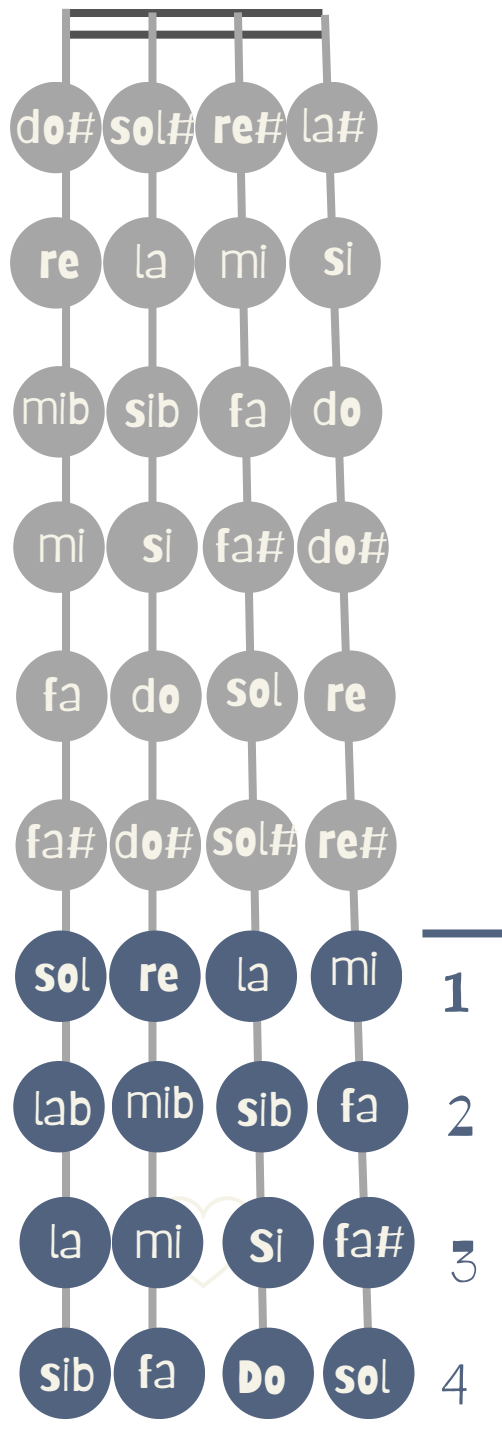 do# sol# re# la#
re la mi si
mib sib fa do
mi si fa# do#
fa do sol re
fa# do# sol# re#
sol re la mi 1
lab mib sib fa 2
la mi si fa# 3
sib fa Do sol 4